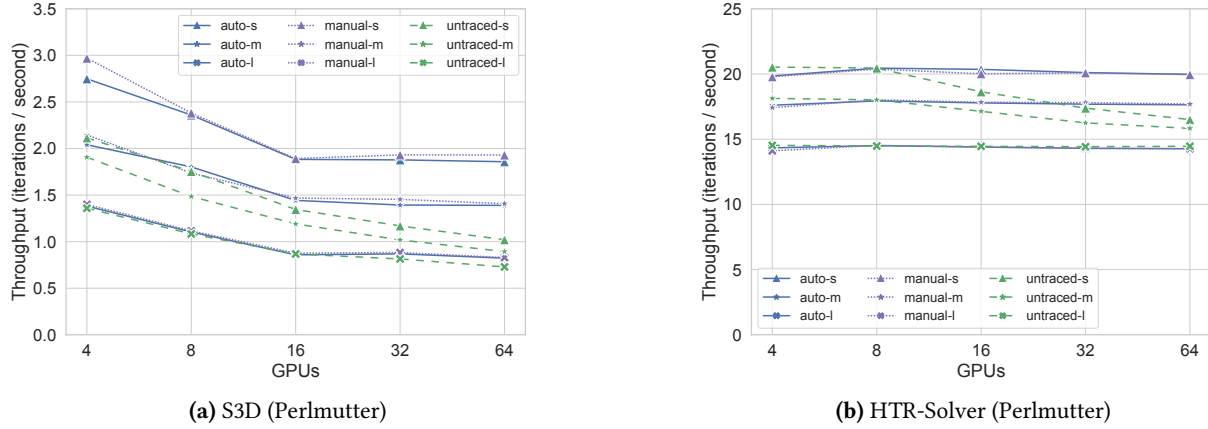 Throughput (iterations / second)
3.5
3.0
2.5
2.0
1.5
1.0
0.5
0.0
auto-s manual-s untraced-s
auto-m manual-m untraced-m
auto-l manual-l untraced-l
4 8 16 32 64
GPUs
(a) S3D (Perlmutter)
Throughput (iterations / second)
25
20
15
10
5
0
auto-s manual-s untraced-s
auto-m manual-m untraced-m
auto-l manual-l untraced-l
4 8 16 32 64
GPUs
(b) HTR-Solver (Perlmutter)